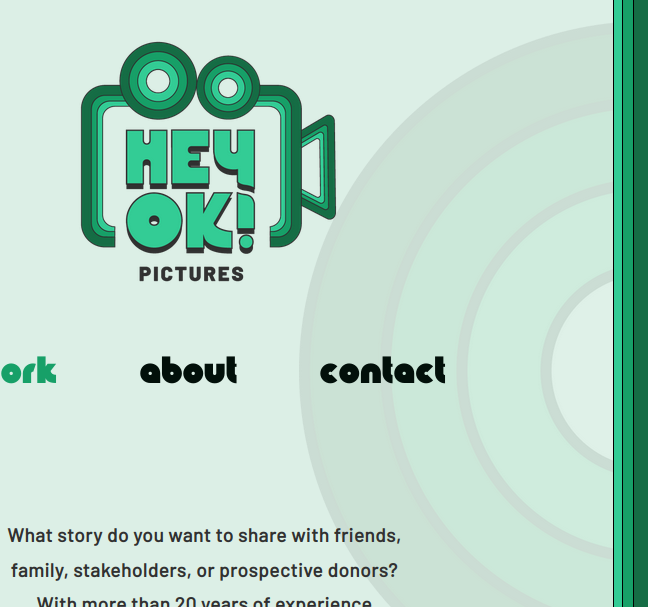 HEY
OK!
PICTURES
ork about contact
What story do you want to share with friends,
family, stakeholders, or prospective donors?
With more than 20 years of experience